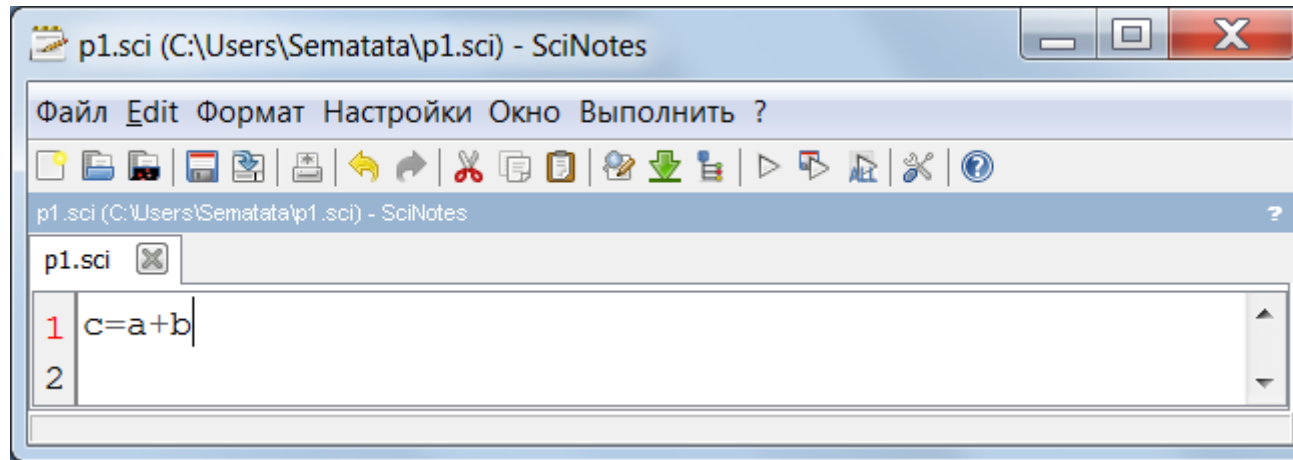 p1.sci (C:\Users\Sematata\p1.sci) - SciNotes
Файл Edit Формат Настройки Окно Выполнить ?
p1.sci (C:\Users\Sematata\p1.sci) - SciNotes ?
p1.sci
1 c=a+b
2